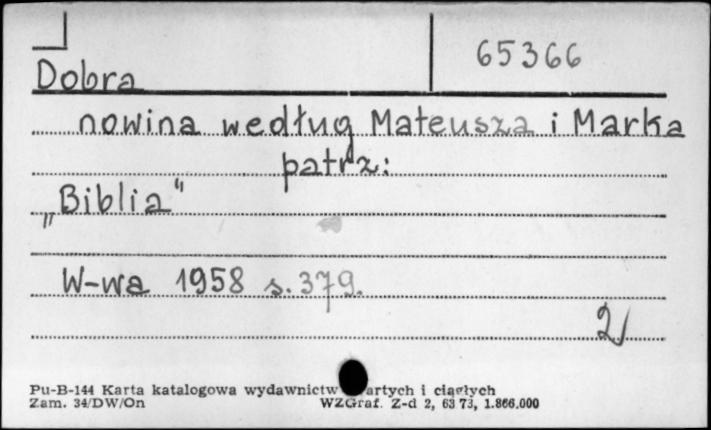 65366
Dobra
nowina według Mateusza i Marka
patrz:
„Biblia"
W-wa 1958 s. 379.
2
Pu-B-144 Karta katalogowa wydawnictw artych i ciągłych
Zam. 34/DW/On WZGraf. Z-d 2, 63 73, 1.866.000